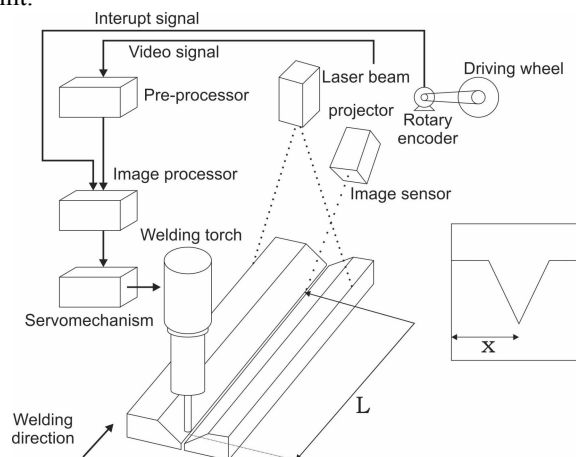 Interupt signal
Video signal
Laser beam
projector
Driving wheel
Pre-processor
Rotary
encoder
Image processor
Image sensor
Welding torch
Servomechanism
x
L
Welding
direction